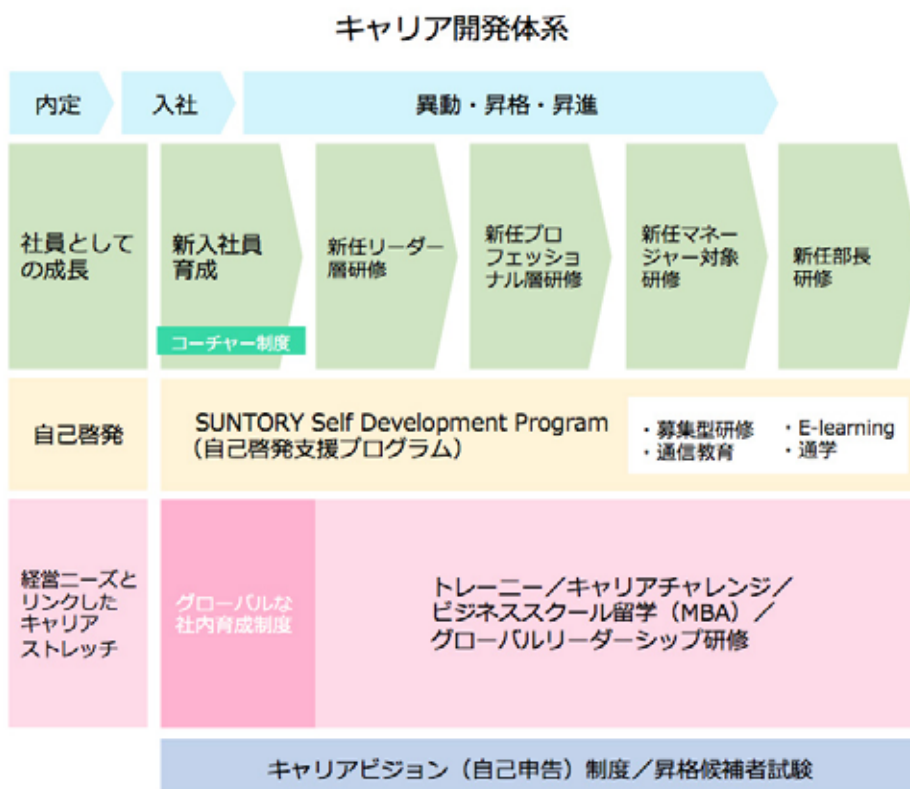 キャリア開発体系
内定
入社
異動・昇格・昇進
社員として
の成長
新入社員
育成
コーチャー制度
新任リーダー
層研修
新任プロ
フェッショ
ナル層研修
新任マネー
ジャー対象
研修
新任部長
研修
自己啓発
SUNTORY Self Development Program
（自己啓発支援プログラム）
・募集型研修
・通信教育
・E-learning
・通学
経営ニーズと
リンクした
キャリア
ストレッチ
グローバルな
社内育成制度
トレーニー／キャリアチャレンジ／
ビジネススクール留学（MBA）／
グローバルリーダーシップ研修
キャリアビジョン（自己申告）制度／昇格候補者試験